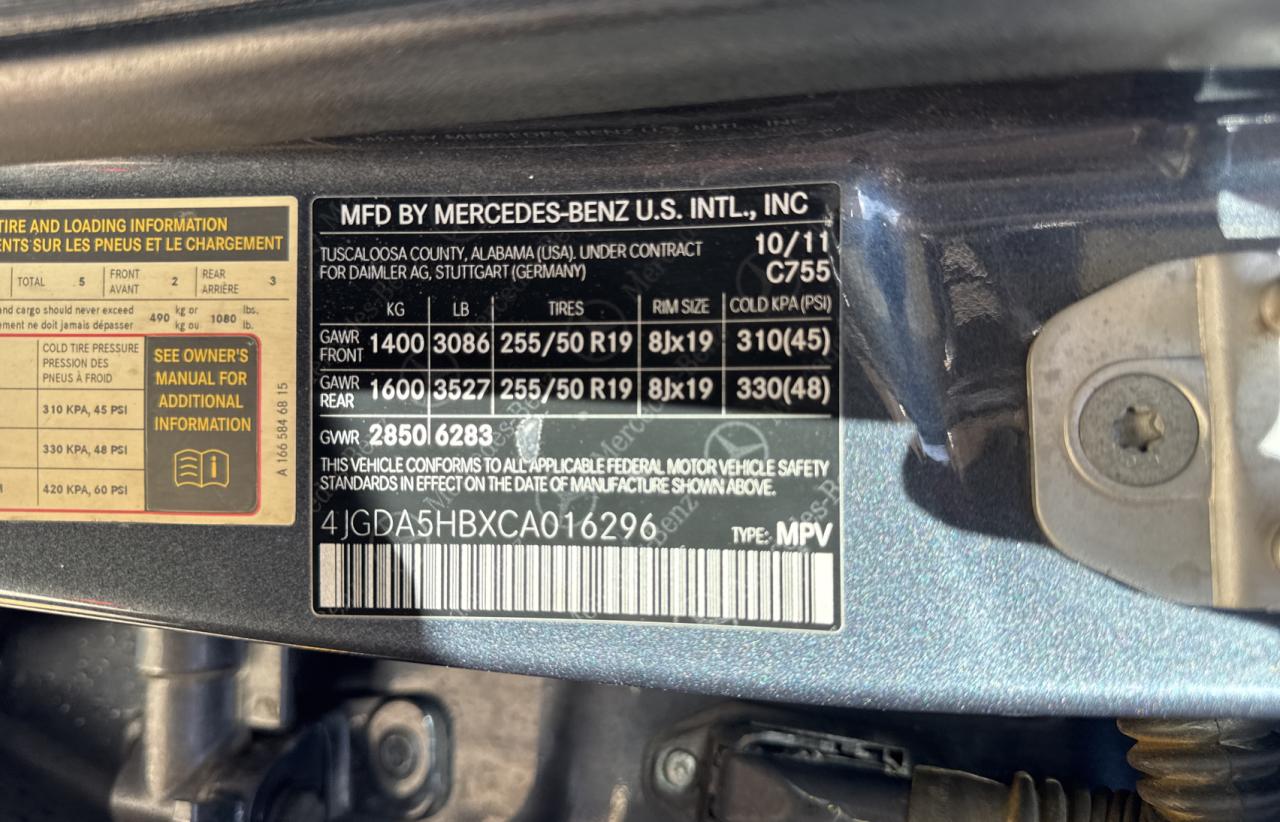 TIRE AND LOADING INFORMATION
ENTS SUR LES PNEUS ET LE CHARGEMENT
TOTAL 5 FRONT AVANT 2 REAR ARRIÈRE 3
and cargo should never exceed 490 kg or 1080 lbs.
ement ne doit jamais dépasser kg ou lb.
COLD TIRE PRESSURE
PRESSION DES
PNEUS À FROID
310 KPA, 45 PSI
330 KPA, 48 PSI
420 KPA, 60 PSI
SEE OWNER'S
MANUAL FOR
ADDITIONAL
INFORMATION
A 166 584 68 15
MFD BY MERCEDES-BENZ U.S. INTL., INC
TUSCALOOSA COUNTY, ALABAMA (USA). UNDER CONTRACT
FOR DAIMLER AG, STUTTGART (GERMANY)
10/11
C755
KG LB TIRES RIM SIZE COLD KPA (PSI)
GAWR FRONT 1400 3086 255/50 R19 8Jx19 310(45)
GAWR REAR 1600 3527 255/50 R19 8Jx19 330(48)
GVWR 2850 6283
THIS VEHICLE CONFORMS TO ALL APPLICABLE FEDERAL MOTOR VEHICLE SAFETY
STANDARDS IN EFFECT ON THE DATE OF MANUFACTURE SHOWN ABOVE.
4JGDA5HBXCA016296 TYPE: MPV